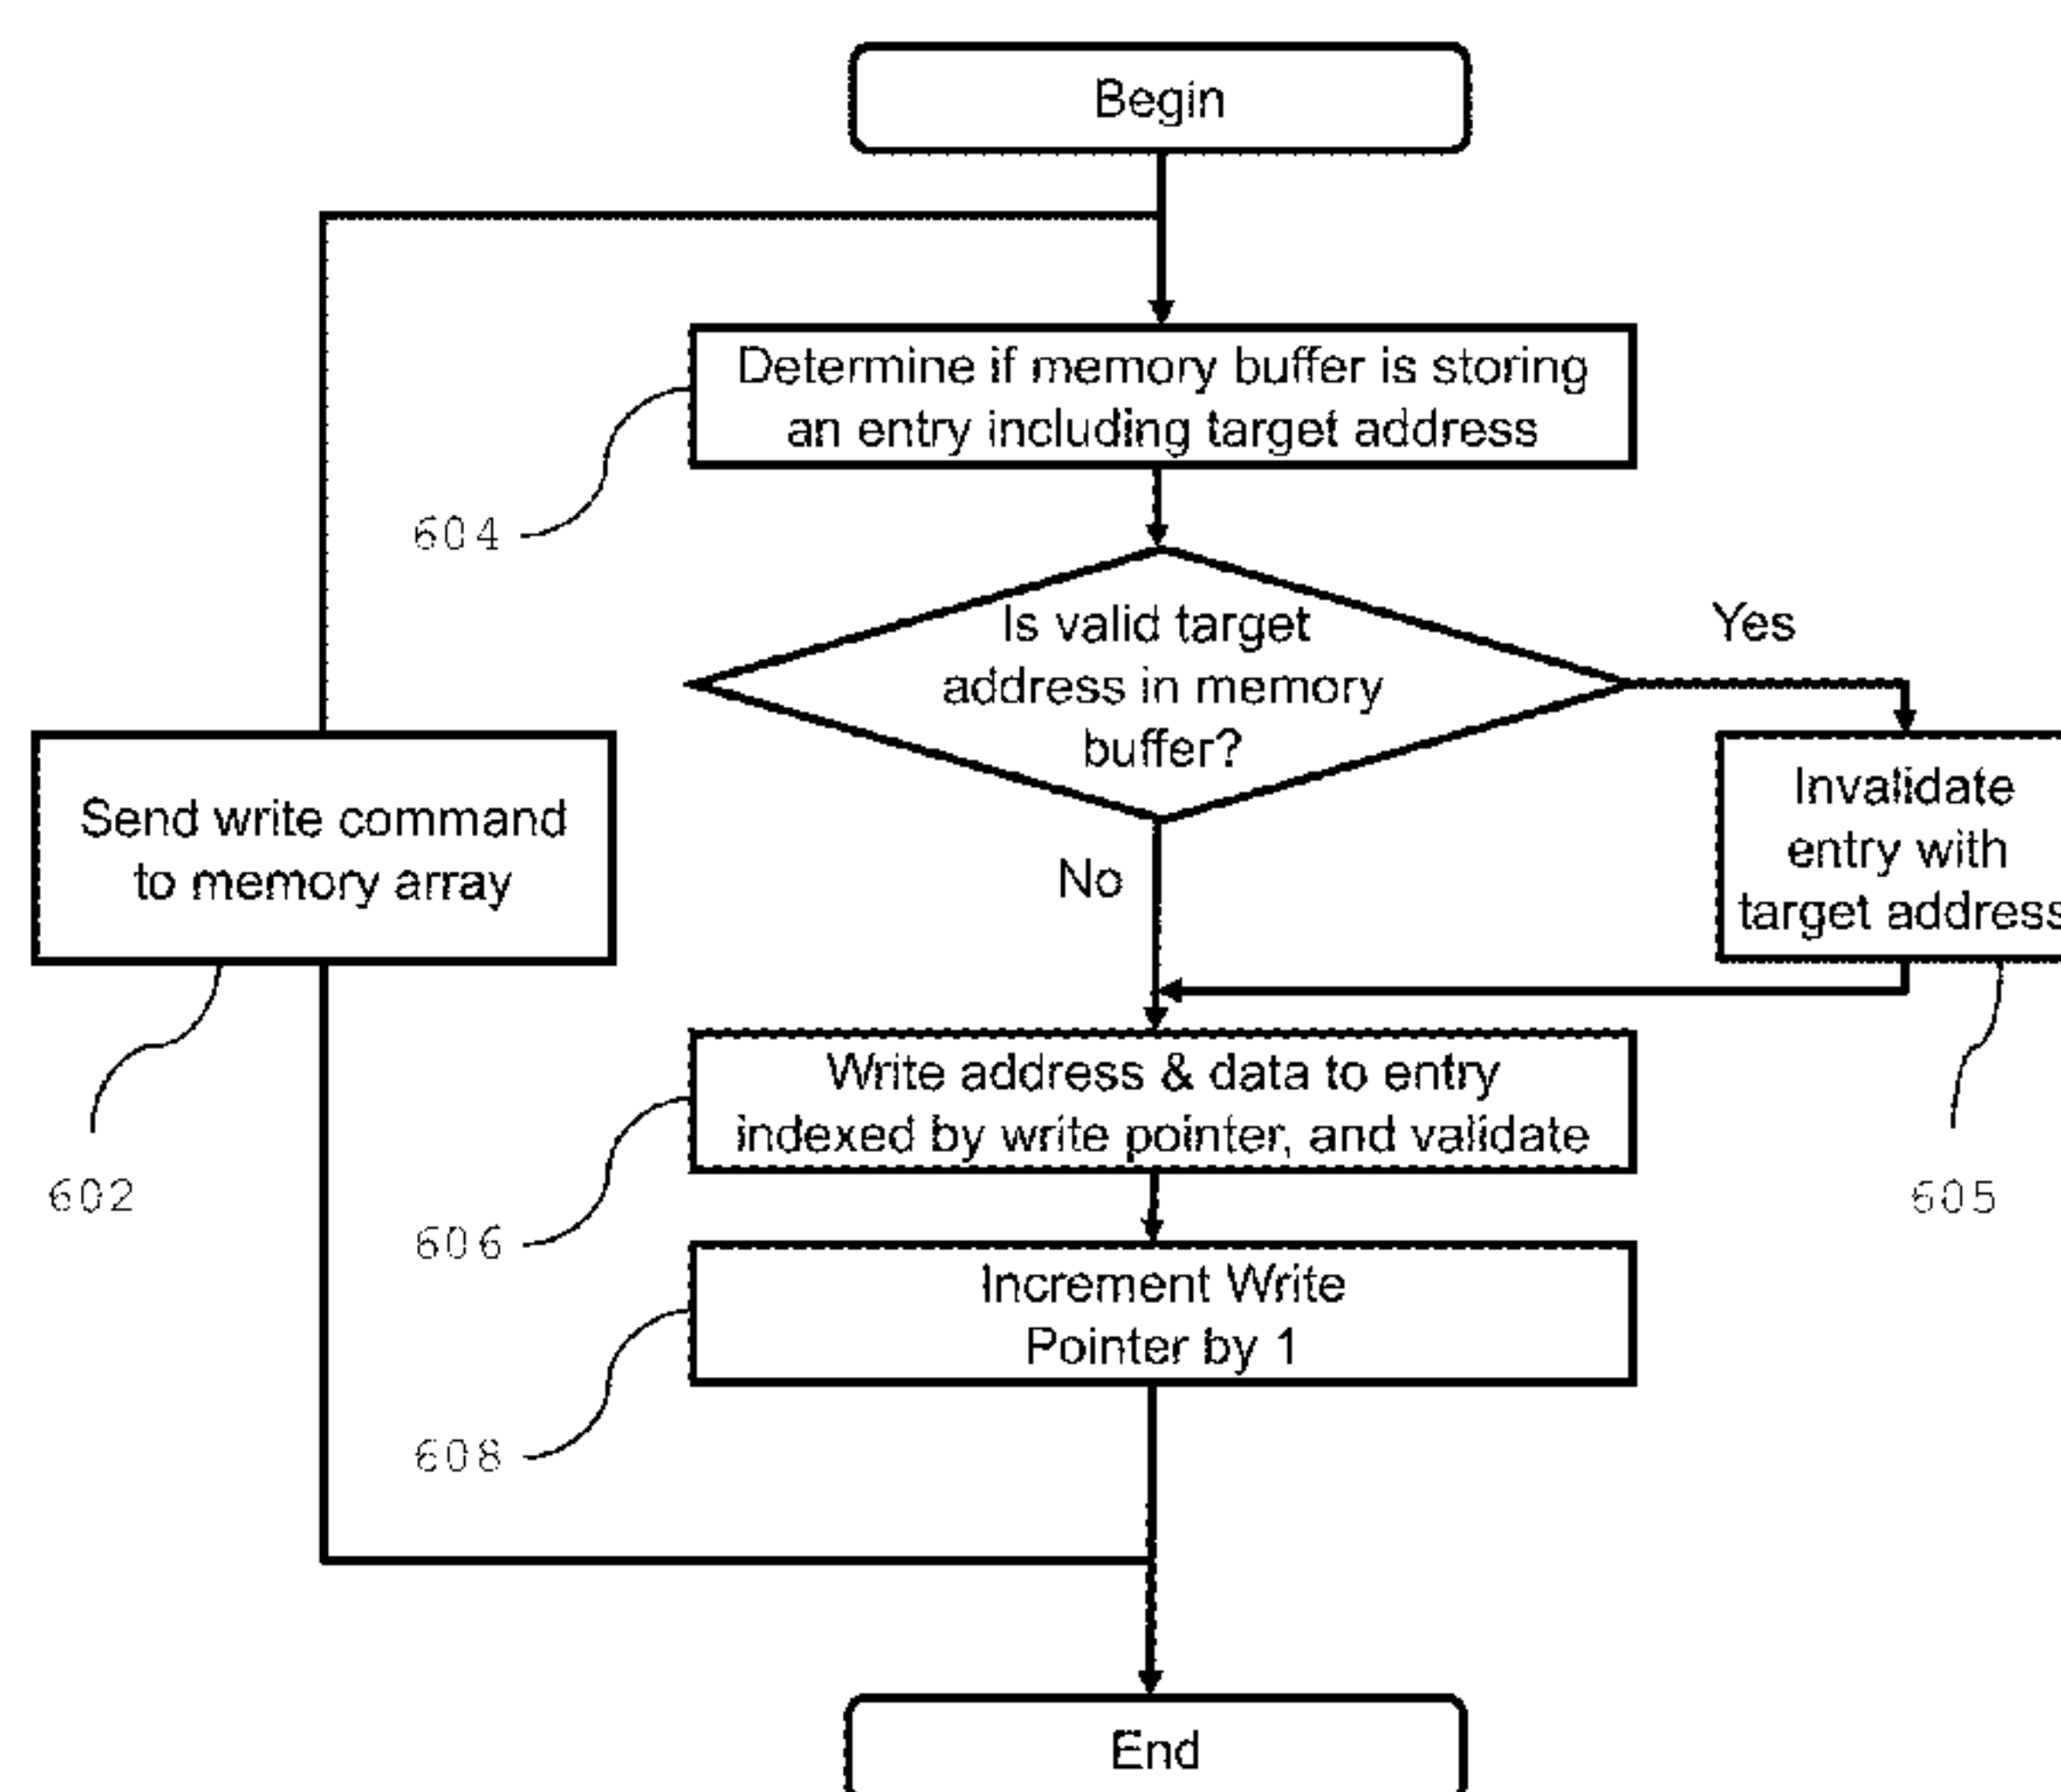 Begin
Determine if memory buffer is storing
an entry including target address
604
Is valid target
address in memory
buffer?
Yes
No
Send write command
to memory array
602
Invalidate
entry with
target address
605
Write address & data to entry
indexed by write pointer, and validate
606
Increment Write
Pointer by 1
608
End